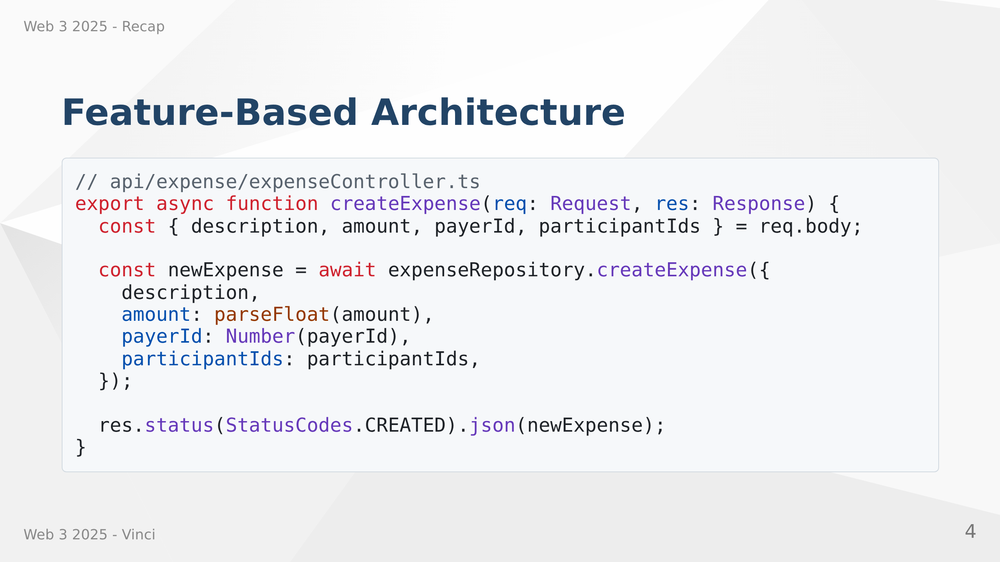 Web 3 2025 - Recap
Feature-Based Architecture
// api/expense/expenseController.ts
export async function createExpense(req: Request, res: Response) {
  const { description, amount, payerId, participantIds } = req.body;

  const newExpense = await expenseRepository.createExpense({
    description,
    amount: parseFloat(amount),
    payerId: Number(payerId),
    participantIds: participantIds,
  });

  res.status(StatusCodes.CREATED).json(newExpense);
}
Web 3 2025 - Vinci
4